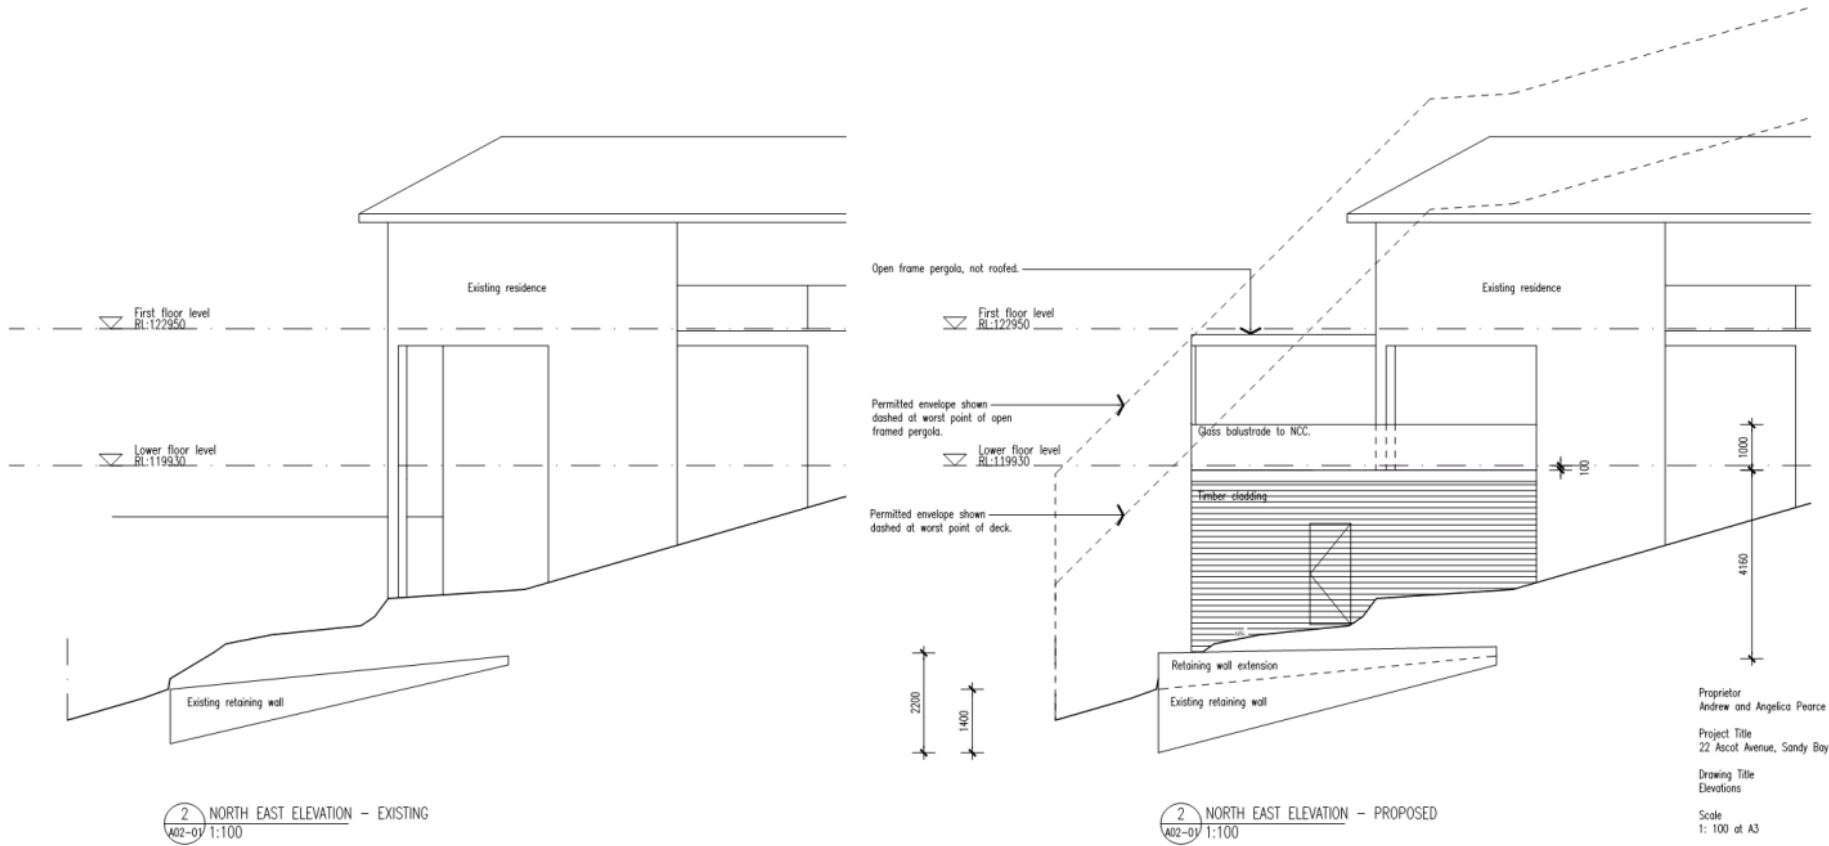 Existing residence
First floor level
RL:122950
Lower floor level
RL:119930
Existing retaining wall
2
A02-01
NORTH EAST ELEVATION - EXISTING
1:100
Open frame pergola, not roofed.
Existing residence
First floor level
RL:122950
Permitted envelope shown
dashed at worst point of open
framed pergola.
Glass balustrade to NCC.
Lower floor level
RL:119930
1000
100
Timber cladding
Permitted envelope shown
dashed at worst point of deck.
4160
Retaining wall extension
Existing retaining wall
2200
1400
2
A02-01
NORTH EAST ELEVATION - PROPOSED
1:100
Proprietor
Andrew and Angelica Pearce
Project Title
22 Ascot Avenue, Sandy Bay
Drawing Title
Elevations
Scale
1: 100 at A3